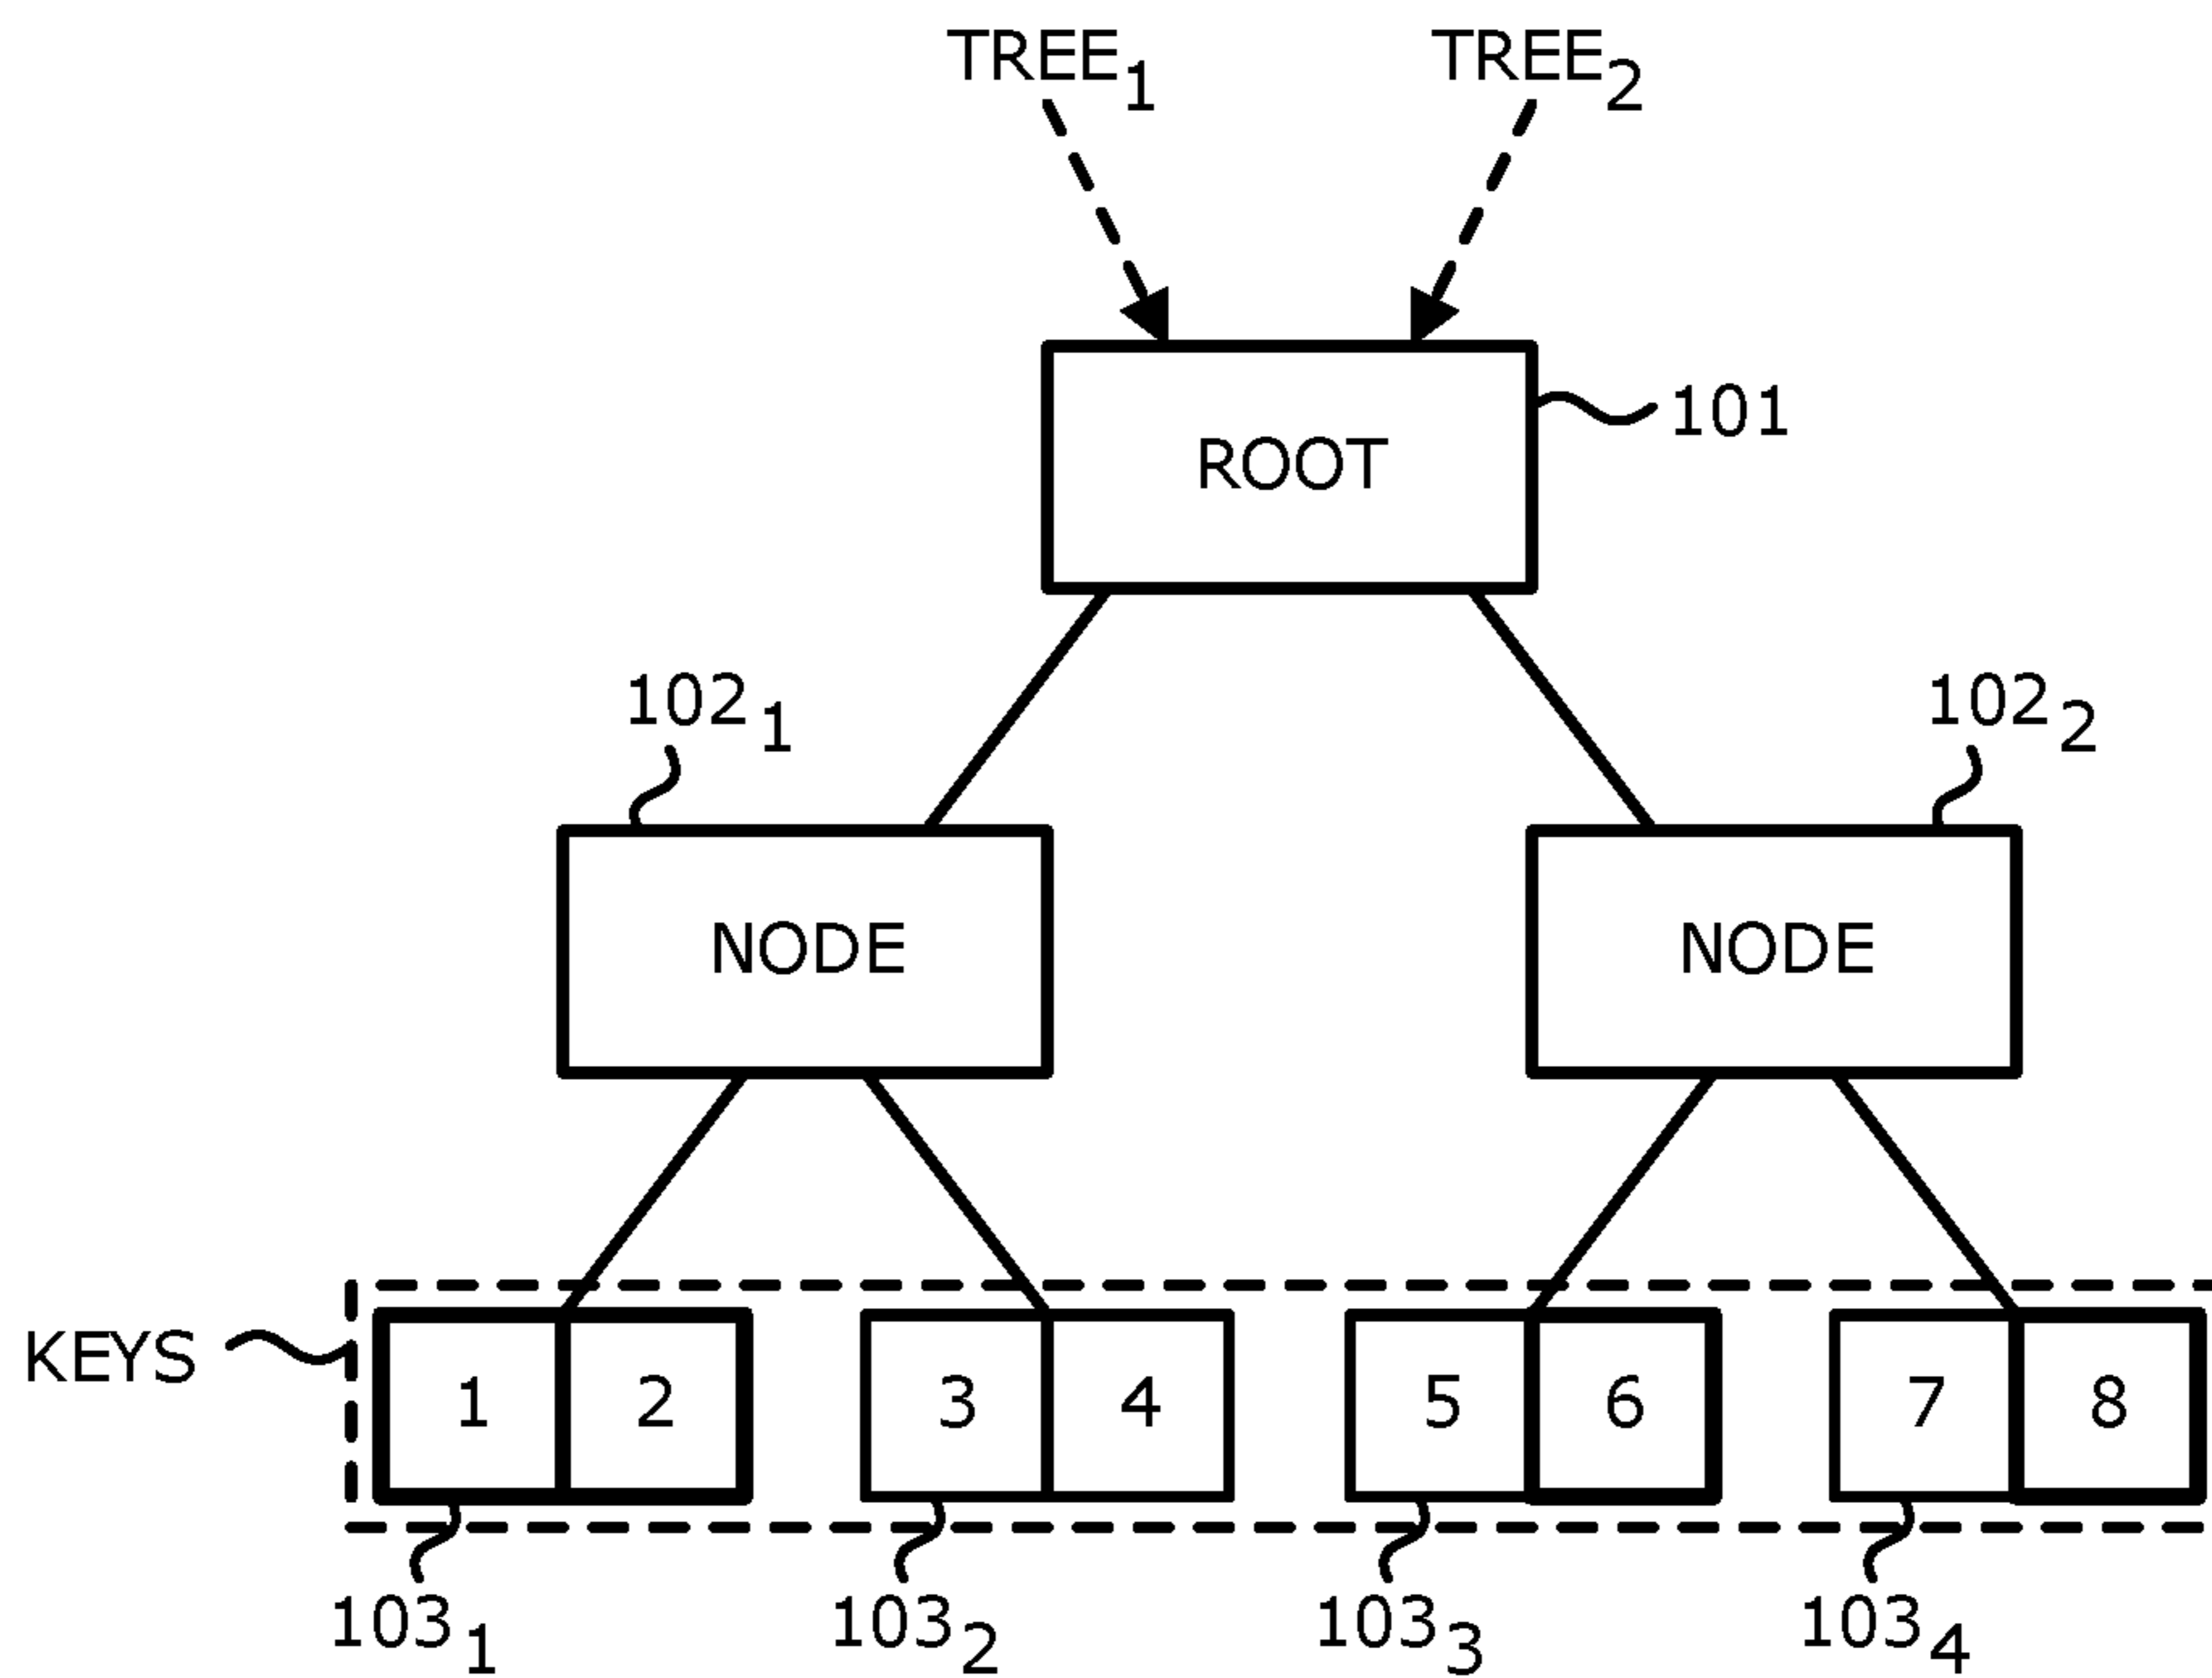 TREE₁ TREE₂
101
ROOT
102₁ 102₂
NODE NODE
KEYS
1 2 3 4 5 6 7 8
103₁ 103₂ 103₃ 103₄